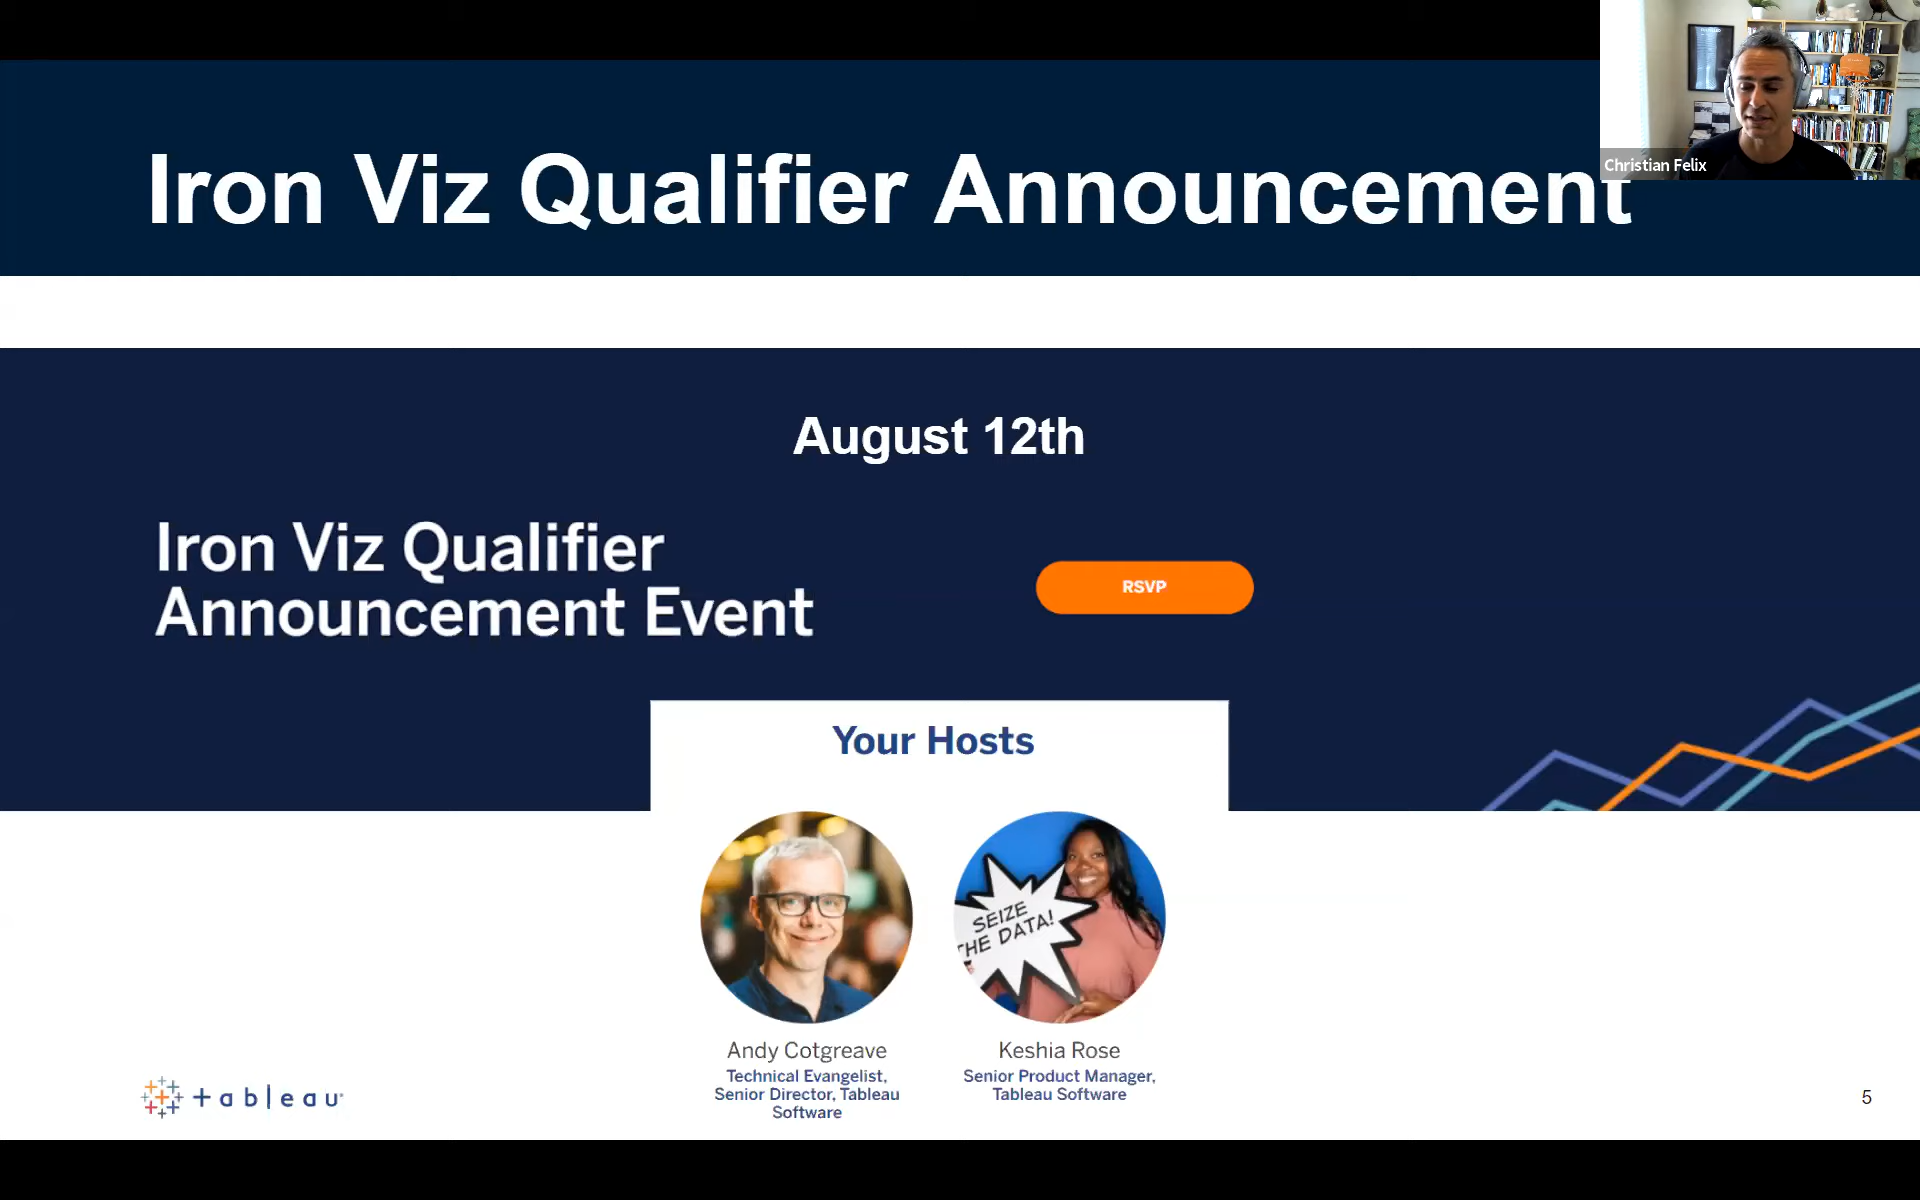 Iron Viz Qualifier Announcement
Christian Felix
August 12th
Iron Viz Qualifier
Announcement Event
RSVP
Your Hosts
SEIZE
THE DATA!
Andy Cotgreave
Technical Evangelist,
Senior Director, Tableau
Software
Keshia Rose
Senior Product Manager,
Tableau Software
+ableau
5